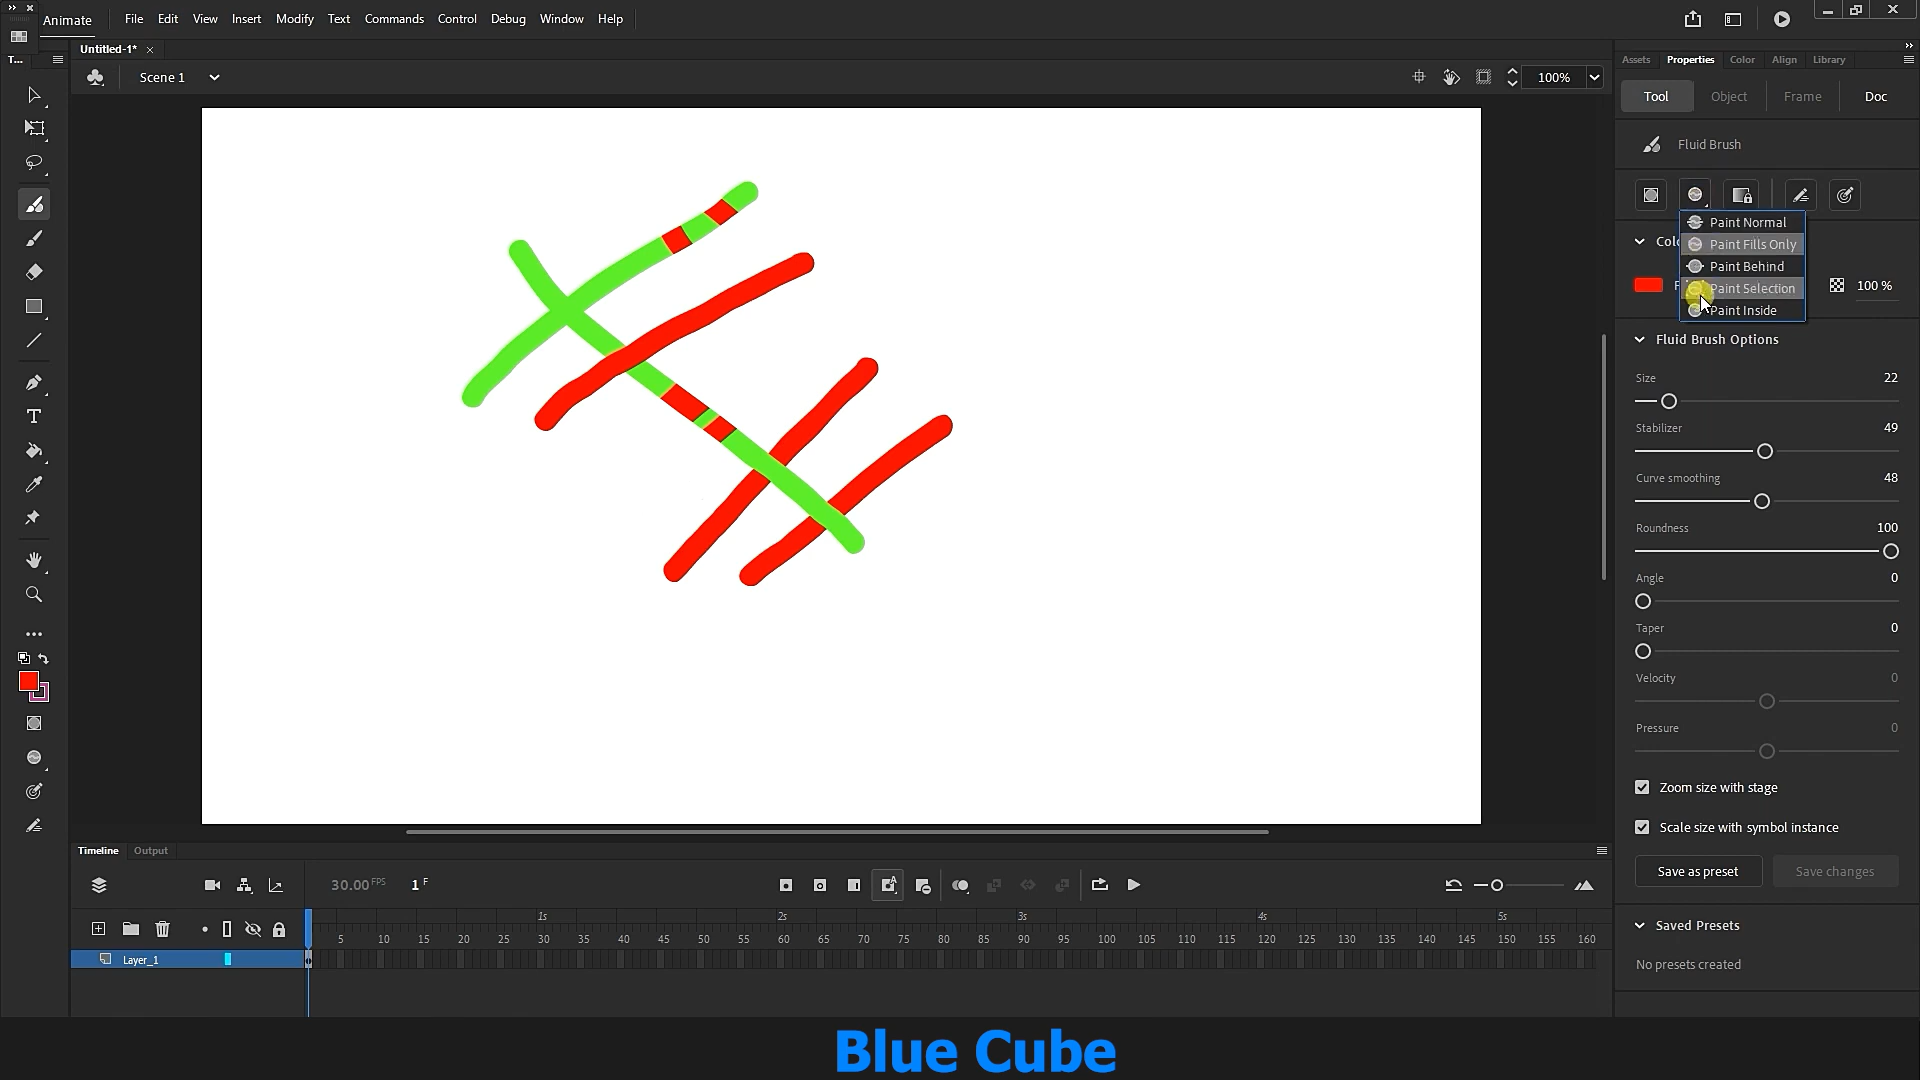 Animate File Edit View Insert Modify Text Commands Control Debug Window Help
T... Untitled-1*
Scene 1 100%
Assets Properties Color Align Library
Tool Object Frame Doc
Fluid Brush
Paint Normal
Paint Fills Only
Paint Behind
Paint Selection
Paint Inside
100 %
Fluid Brush Options
Size 22
Stabilizer 49
Curve smoothing 48
Roundness 100
Angle 0
Taper 0
Velocity 0
Pressure 0
Zoom size with stage
Scale size with symbol instance
Save as preset Save changes
Saved Presets
No presets created
Timeline Output
30.00 FPS 1 F
1s 2s 3s 4s 5s
5 10 15 20 25 30 35 40 45 50 55 60 65 70 75 80 85 90 95 100 105 110 115 120 125 130 135 140 145 150 155 160
Layer_1
Blue Cube